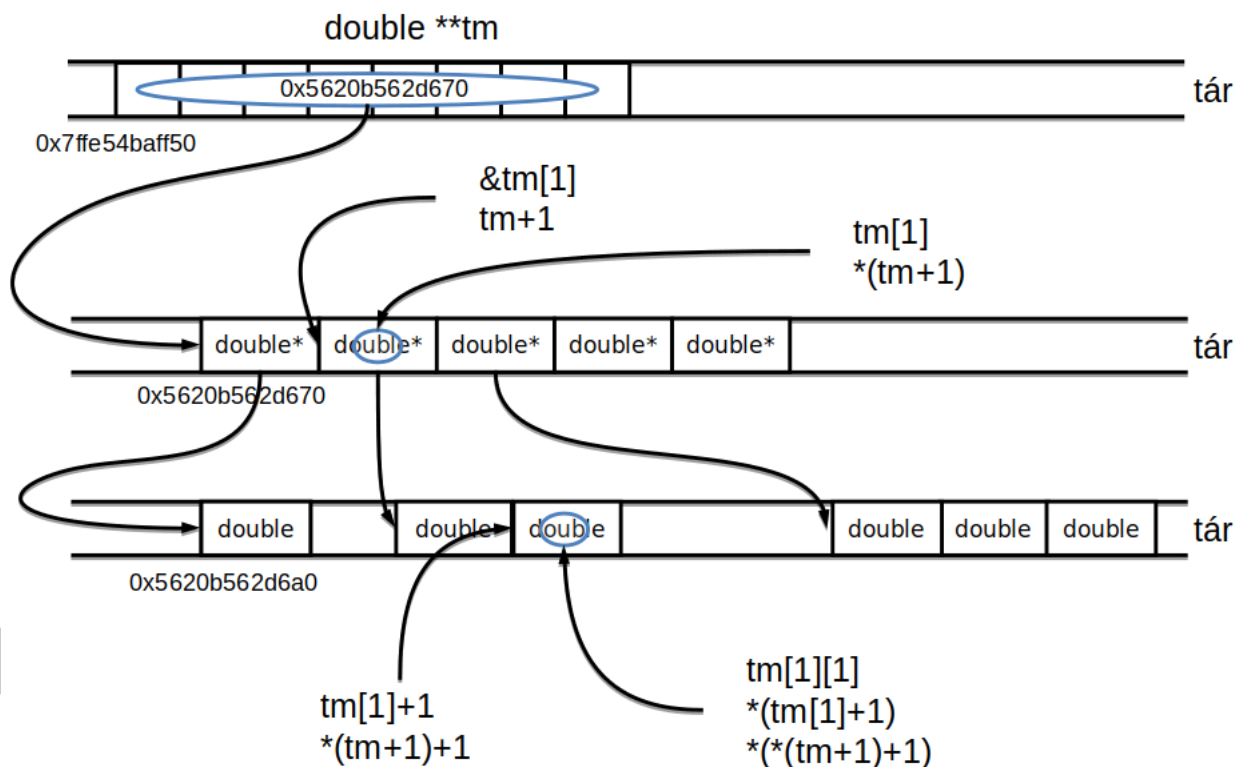 double **tm
0x5620b562d670
tár
0x7ffe54baff50
&tm[1]
tm+1
tm[1]
*(tm+1)
double* double* double* double* double*
tár
0x5620b562d670
double double double double double double
tár
0x5620b562d6a0
tm[1]+1
*(tm+1)+1
tm[1][1]
*(tm[1]+1)
*(*(tm+1)+1)